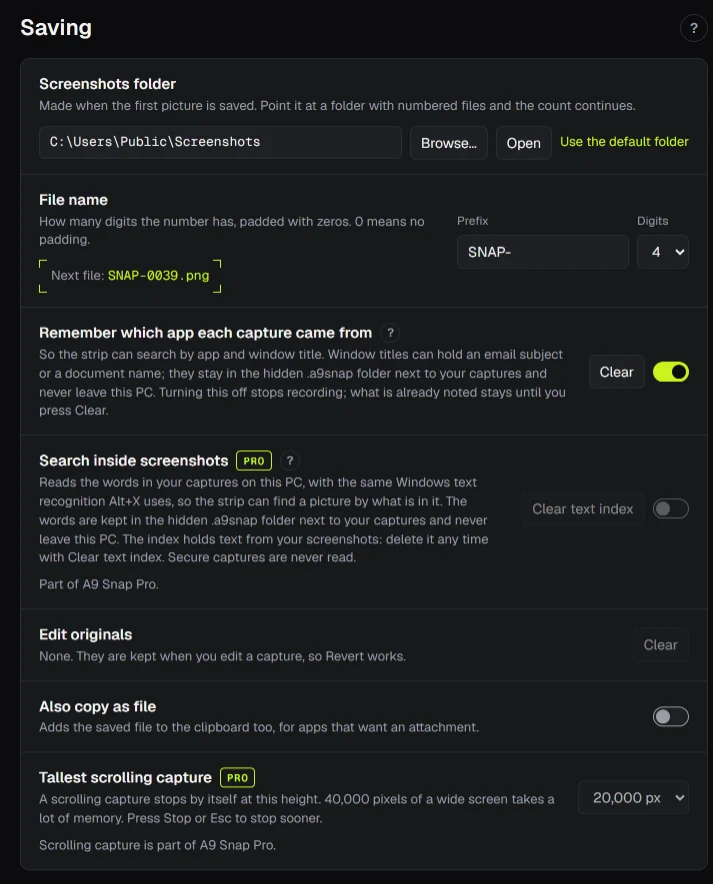 Saving
?
Screenshots folder
Made when the first picture is saved. Point it at a folder with numbered files and the count continues.
C:\Users\Public\Screenshots
Browse...
Open
Use the default folder
File name
How many digits the number has, padded with zeros. 0 means no
padding.
Prefix
Digits
SNAP-
4
Next file: SNAP-0039.png
Remember which app each capture came from ?
So the strip can search by app and window title. Window titles can hold an email subject
or a document name; they stay in the hidden .a9snap folder next to your captures and
never leave this PC. Turning this off stops recording; what is already noted stays until you
press Clear.
Clear
Search inside screenshots PRO ?
Reads the words in your captures on this PC, with the same Windows text
recognition Alt+X uses, so the strip can find a picture by what is in it. The
words are kept in the hidden .a9snap folder next to your captures and never
leave this PC. The index holds text from your screenshots: delete it any time
with Clear text index. Secure captures are never read.
Clear text index
Part of A9 Snap Pro.
Edit originals
None. They are kept when you edit a capture, so Revert works.
Clear
Also copy as file
Adds the saved file to the clipboard too, for apps that want an attachment.
Tallest scrolling capture PRO
A scrolling capture stops by itself at this height. 40,000 pixels of a wide screen takes a
lot of memory. Press Stop or Esc to stop sooner.
20,000 px
Scrolling capture is part of A9 Snap Pro.